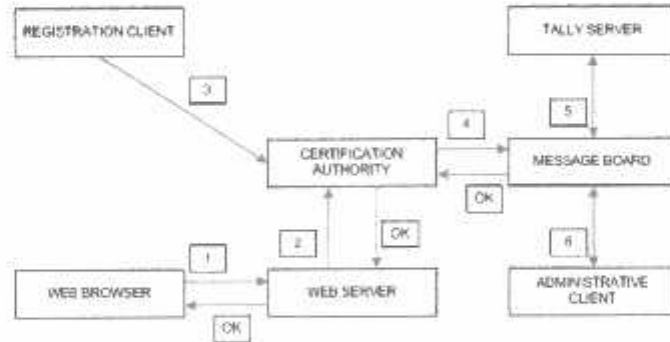 REGISTRATION CLIENT
TALLY SERVER
3
4
5
CERTIFICATION
AUTHORITY
MESSAGE BOARD
OK
OK
2
6
1
WEB BROWSER
WEB SERVER
ADMINISTRATIVE
CLIENT
OK